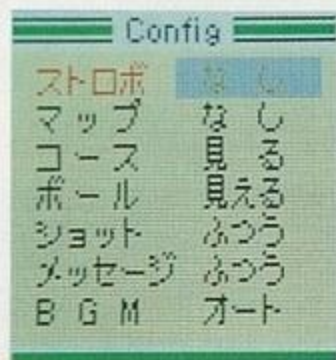 Config
ストロボ なし
マップ なし
コース 見る
ボール 見える
ショット ふつう
メッセージ ふつう
BGM オート